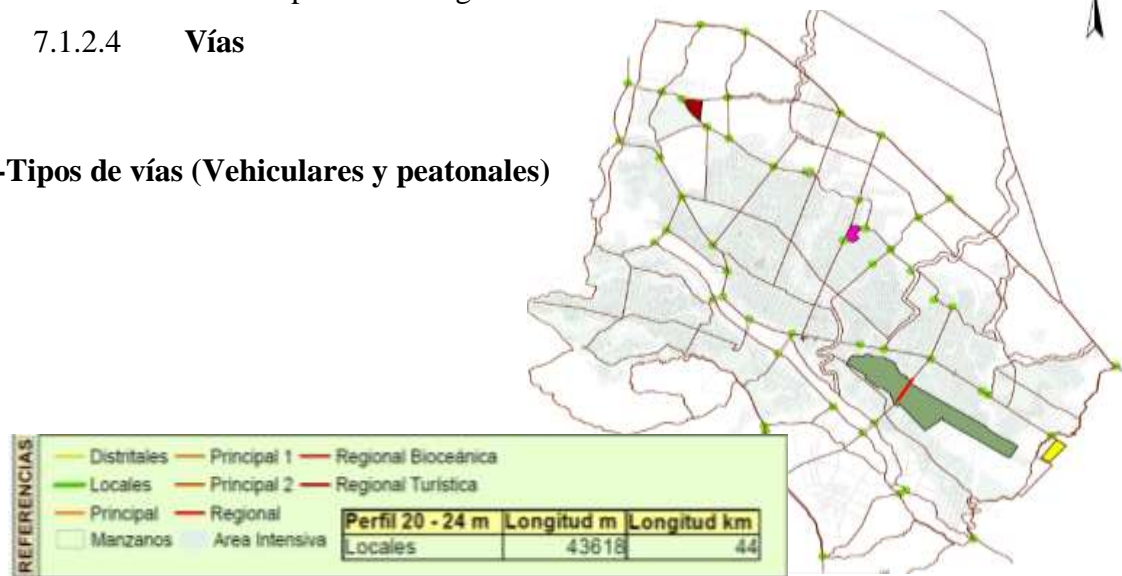 7.1.2.4 Vías
-Tipos de vías (Vehiculares y peatonales)
REFERENCIAS
Distritales Principal 1 Regional Bioceánica
Locales Principal 2 Regional Turística
Principal Regional
Manzanos Area Intensiva
Perfil 20 - 24 m Longitud m Longitud km
Locales 43618 44